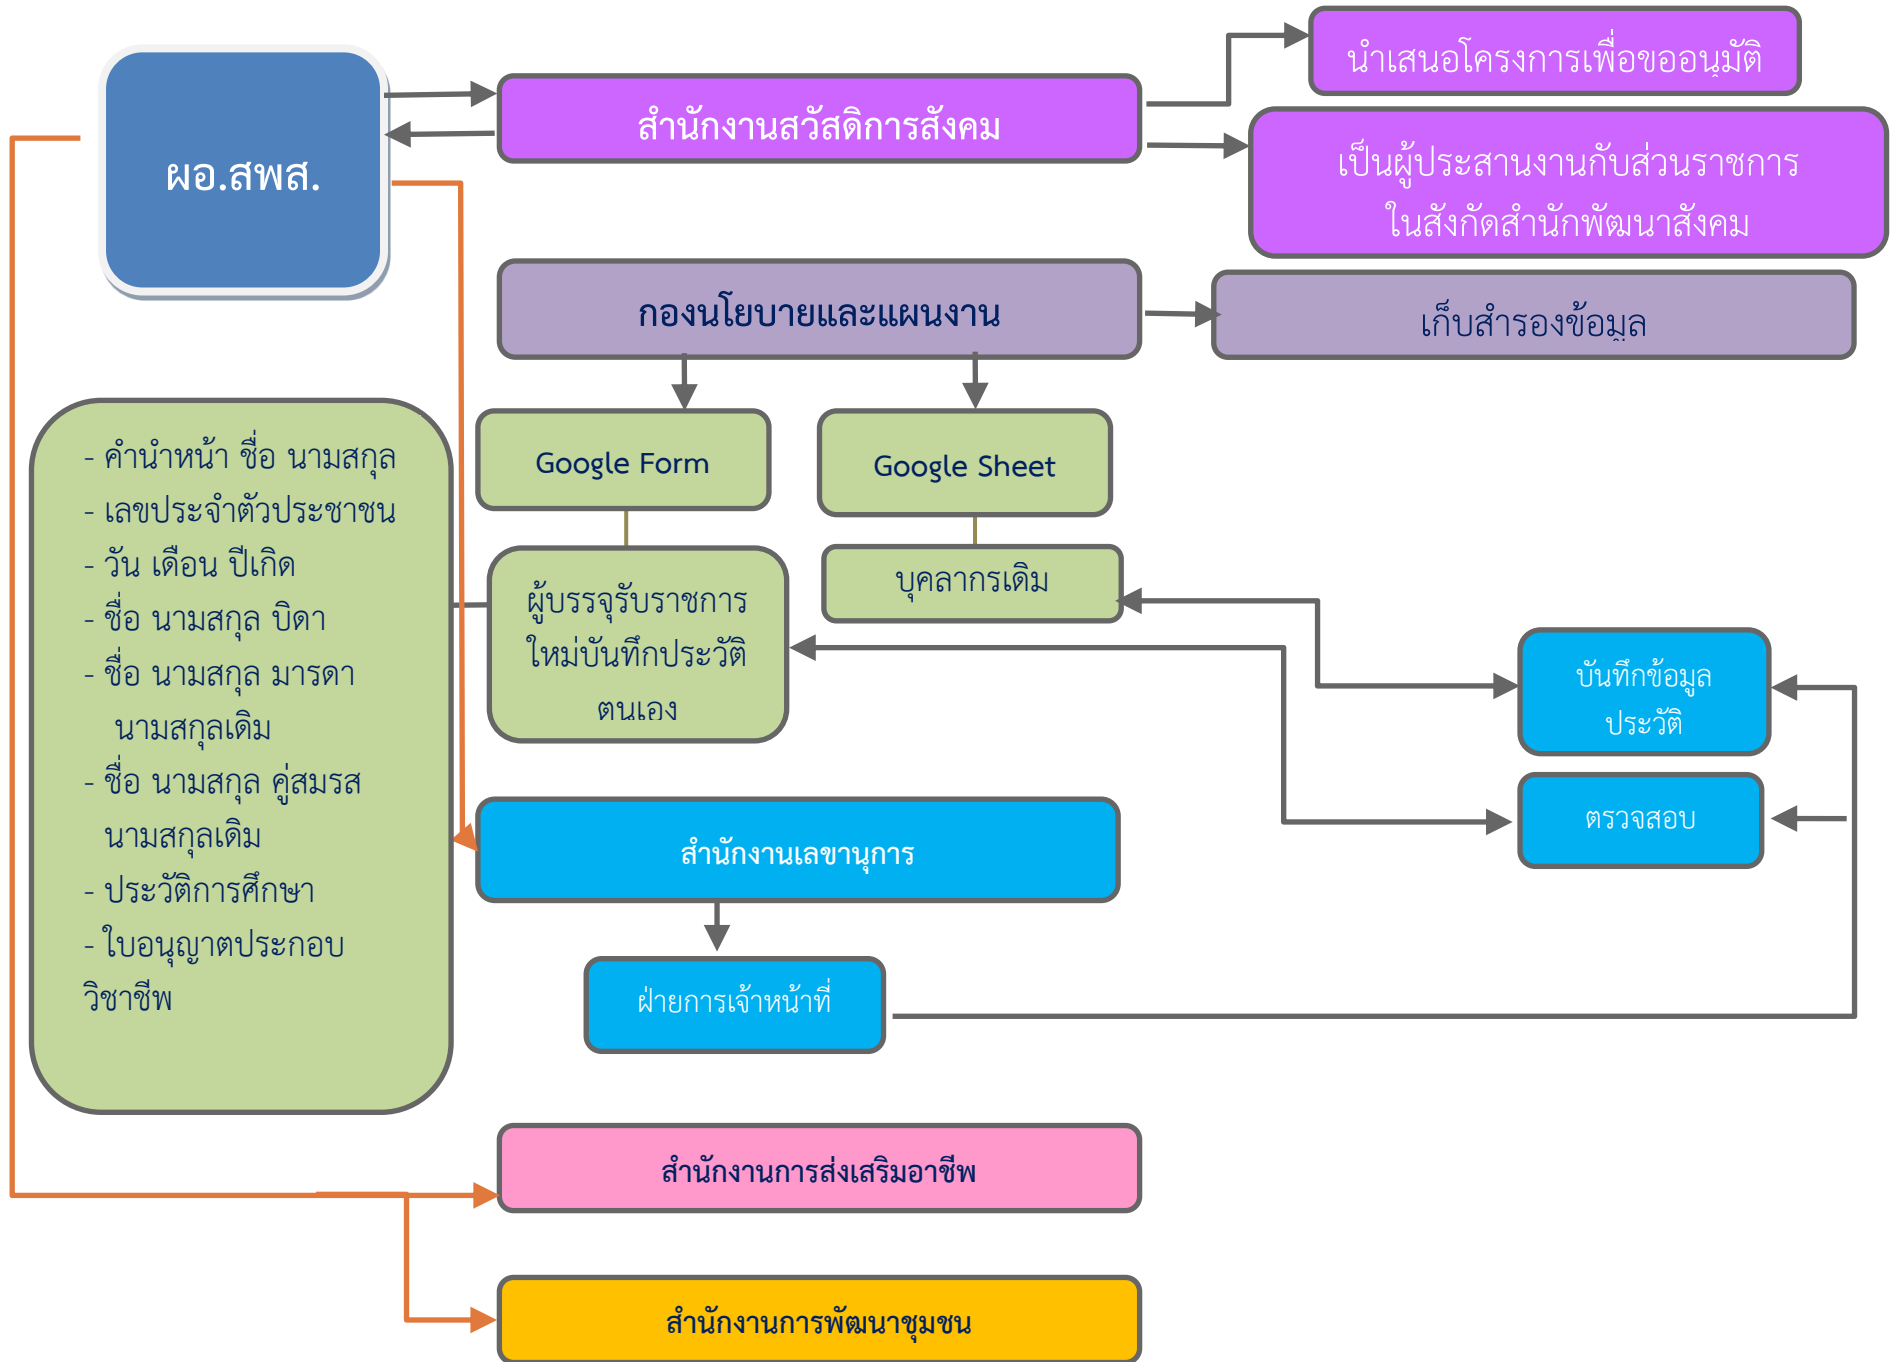 นำเสนอโครงการเพื่อขออนุมัติ
สำนักงานสวัสดิการสังคม
ผอ.สพส.
เป็นผู้ประสานงานกับส่วนราชการ
ในสังกัดสำนักพัฒนาสังคม
กองนโยบายและแผนงาน
เก็บสำรองข้อมูล
Google Form
Google Sheet
- คำนำหน้า ชื่อ นามสกุล
- เลขประจำตัวประชาชน
- วัน เดือน ปีเกิด
- ชื่อ นามสกุล บิดา
- ชื่อ นามสกุล มารดา
นามสกุลเดิม
- ชื่อ นามสกุล คู่สมรส
นามสกุลเดิม
- ประวัติการศึกษา
- ใบอนุญาตประกอบ
วิชาชีพ
ผู้บรรจุรับราชการ
ใหม่บันทึกประวัติ
ตนเอง
บุคลากรเดิม
บันทึกข้อมูล
ประวัติ
ตรวจสอบ
สำนักงานเลขานุการ
ฝ่ายการเจ้าหน้าที่
สำนักงานการส่งเสริมอาชีพ
สำนักงานการพัฒนาชุมชน